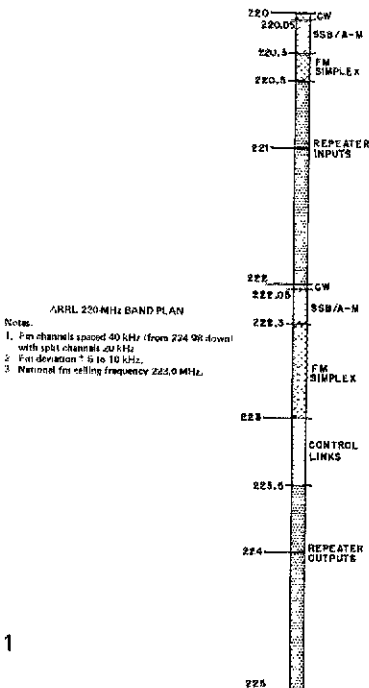 220
CW
220.05
SSB/A-M
220.3
FM
SIMPLEX
220.5
221
REPEATER
INPUTS
222
CW
222.05
SSB/A-M
222.3
FM
SIMPLEX
223
CONTROL
LINKS
223.5
224
REPEATER
OUTPUTS
225
ARRL 220-MHz BAND PLAN
Notes.
1. Fm channels spaced 40 kHz (from 224.98 down)
with split channels 20 kHz
2. Fm deviation ± 5 to 10 kHz.
3. National fm calling frequency 223.0 MHz.
1